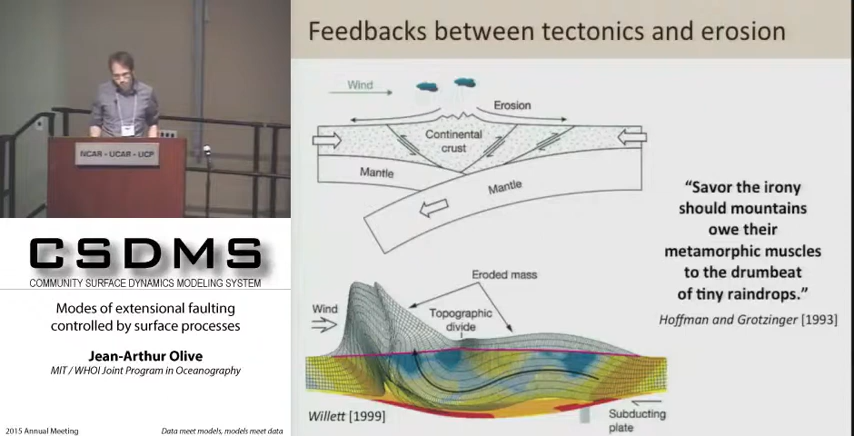 Feedbacks between tectonics and erosion
Wind
Erosion
Continental
crust
Mantle
Mantle
"Savor the irony
should mountains
owe their
metamorphic muscles
to the drumbeat
of tiny raindrops."
Hoffman and Grotzinger [1993]
Eroded mass
Wind
Topographic
divide
Willett [1999]
Subducting
plate
NCAR • UCAR • UCP
CSDMS
COMMUNITY SURFACE DYNAMICS MODELING SYSTEM
Modes of extensional faulting
controlled by surface processes
Jean-Arthur Olive
MIT / WHOI Joint Program in Oceanography
2015 Annual Meeting
Data meet models, models meet data